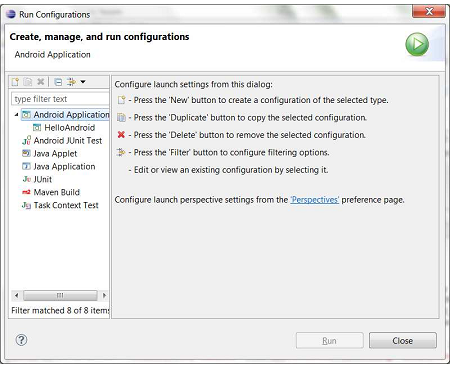 Run Configurations
Create, manage, and run configurations
Android Application
type filter text
Android Application
HelloAndroid
Android JUnit Test
Java Applet
Java Application
JUnit
Maven Build
Task Context Test
Filter matched 8 of 8 items
Configure launch settings from this dialog:
- Press the 'New' button to create a configuration of the selected type.
- Press the 'Duplicate' button to copy the selected configuration.
- Press the 'Delete' button to remove the selected configuration.
- Press the 'Filter' button to configure filtering options.
- Edit or view an existing configuration by selecting it.
Configure launch perspective settings from the 'Perspectives' preference page.
Run
Close